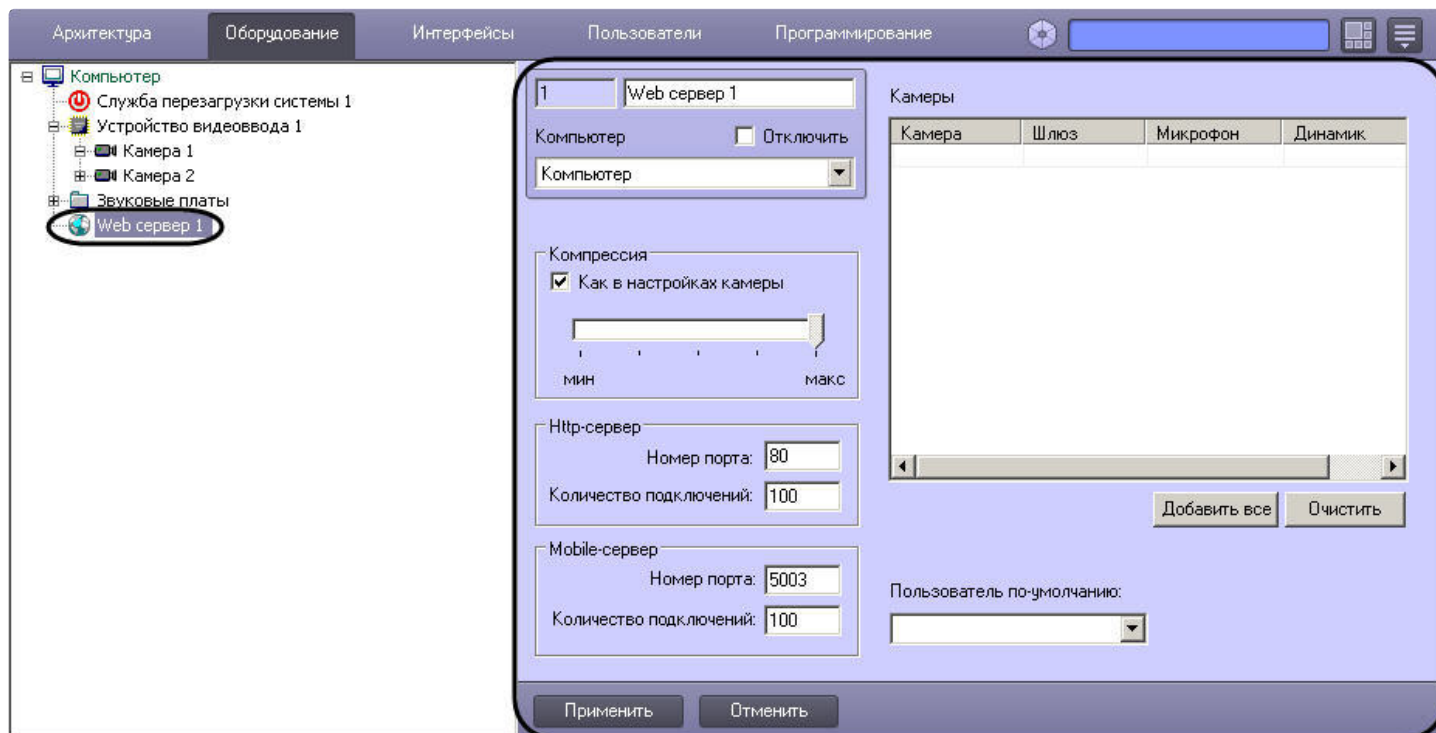 Архитектура Оборудование Интерфейсы Пользователи Программирование
Компьютер
Служба перезагрузки системы 1
Устройство видеоввода 1
Камера 1
Камера 2
Звуковые платы
Web сервер 1
1 Web сервер 1
Компьютер Отключить
Компьютер
Компрессия
Как в настройках камеры
мин макс
Http-сервер
Номер порта: 80
Количество подключений: 100
Mobile-сервер
Номер порта: 5003
Количество подключений: 100
Камеры
Камера Шлюз Микрофон Динамик
Добавить все Очистить
Пользователь по-умолчанию:
Применить Отменить